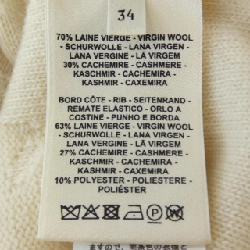 34
70% LAINE VIERGE - VIRGIN WOOL
- SCHURWOLLE - LANA VIRGEN -
LANA VERGINE - LÃ VIRGEM
30% CACHEMIRE - CASHMERE -
KASCHMIR - CACHEMIRA -
KASHMIR - CAXEMIRA
BORD CÔTE - RIB - SEITENRAND -
REMATE ELASTICO - ORLO A
COSTINE - PUNHO E BORDA
63% LAINE VIERGE - VIRGIN WOOL
- SCHURWOLLE - LANA VIRGEN -
LANA VERGINE - LÃ VIRGEM
27% CACHEMIRE - CASHMERE -
KASCHMIR - CACHEMIRA -
KASHMIR - CAXEMIRA
10% POLYESTER - POLIESTERE -
POLIÉSTER